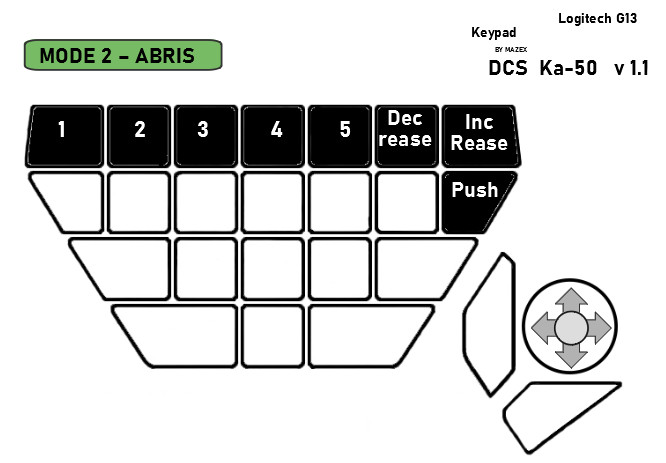 Logitech G13
Keypad
BY MAZEX
MODE 2 – ABRIS
DCS Ka-50 v 1.1
1 2 3 4 5 Dec Inc
rease Rease
Push